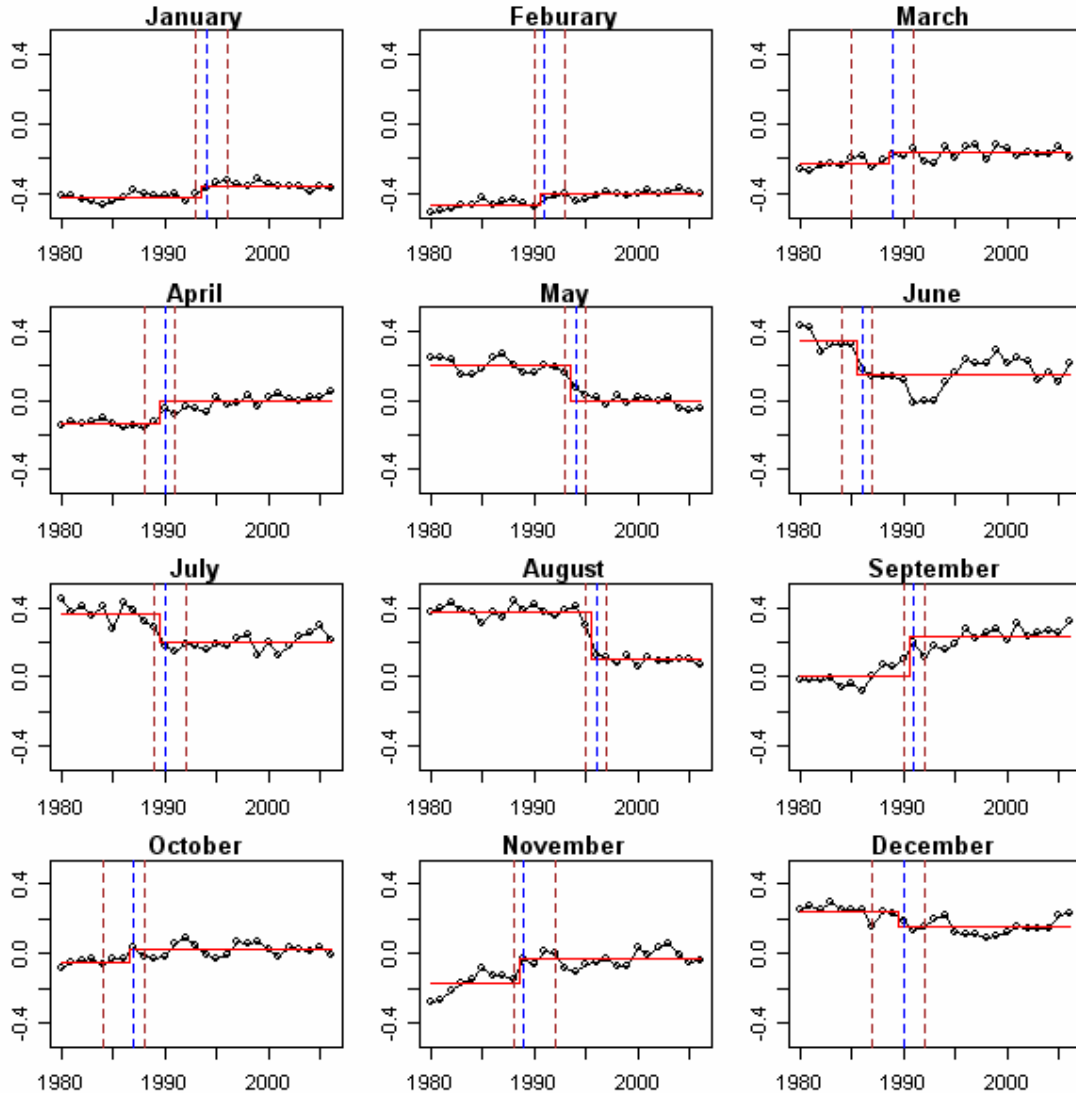 January Feburary March
0.4 0.4 0.4
0.0 0.0 0.0
-0.4 -0.4 -0.4
1980 1990 2000 1980 1990 2000 1980 1990 2000
April May June
0.4 0.4 0.4
0.0 0.0 0.0
-0.4 -0.4 -0.4
1980 1990 2000 1980 1990 2000 1980 1990 2000
July August September
0.4 0.4 0.4
0.0 0.0 0.0
-0.4 -0.4 -0.4
1980 1990 2000 1980 1990 2000 1980 1990 2000
October November December
0.4 0.4 0.4
0.0 0.0 0.0
-0.4 -0.4 -0.4
1980 1990 2000 1980 1990 2000 1980 1990 2000